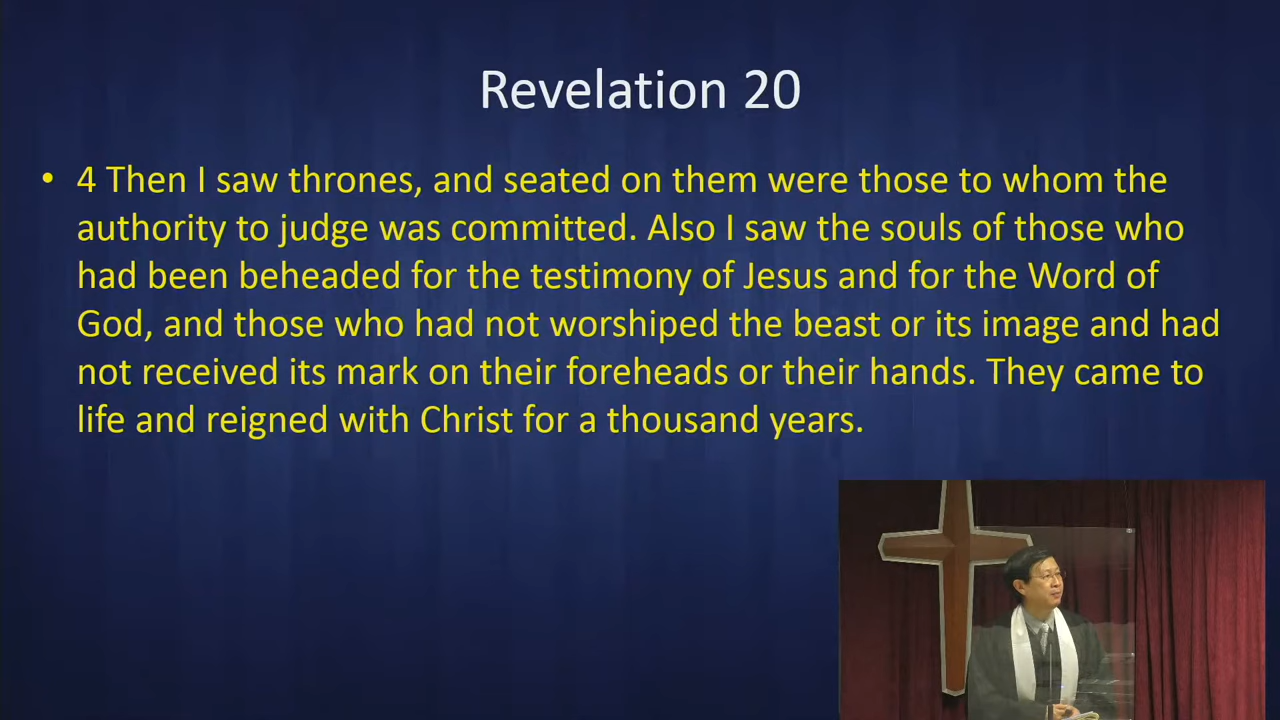 Revelation 20
• 4 Then I saw thrones, and seated on them were those to whom the
authority to judge was committed. Also I saw the souls of those who
had been beheaded for the testimony of Jesus and for the Word of
God, and those who had not worshiped the beast or its image and had
not received its mark on their foreheads or their hands. They came to
life and reigned with Christ for a thousand years.